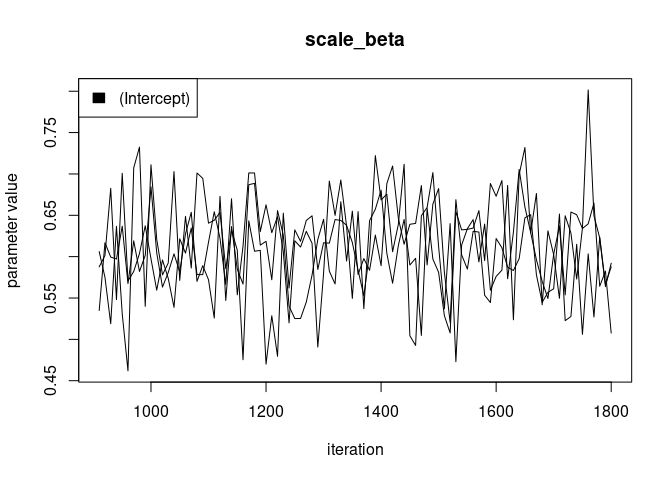 scale_beta
(Intercept)
parameter value
0.75
0.65
0.55
0.45
1000 1200 1400 1600 1800
iteration